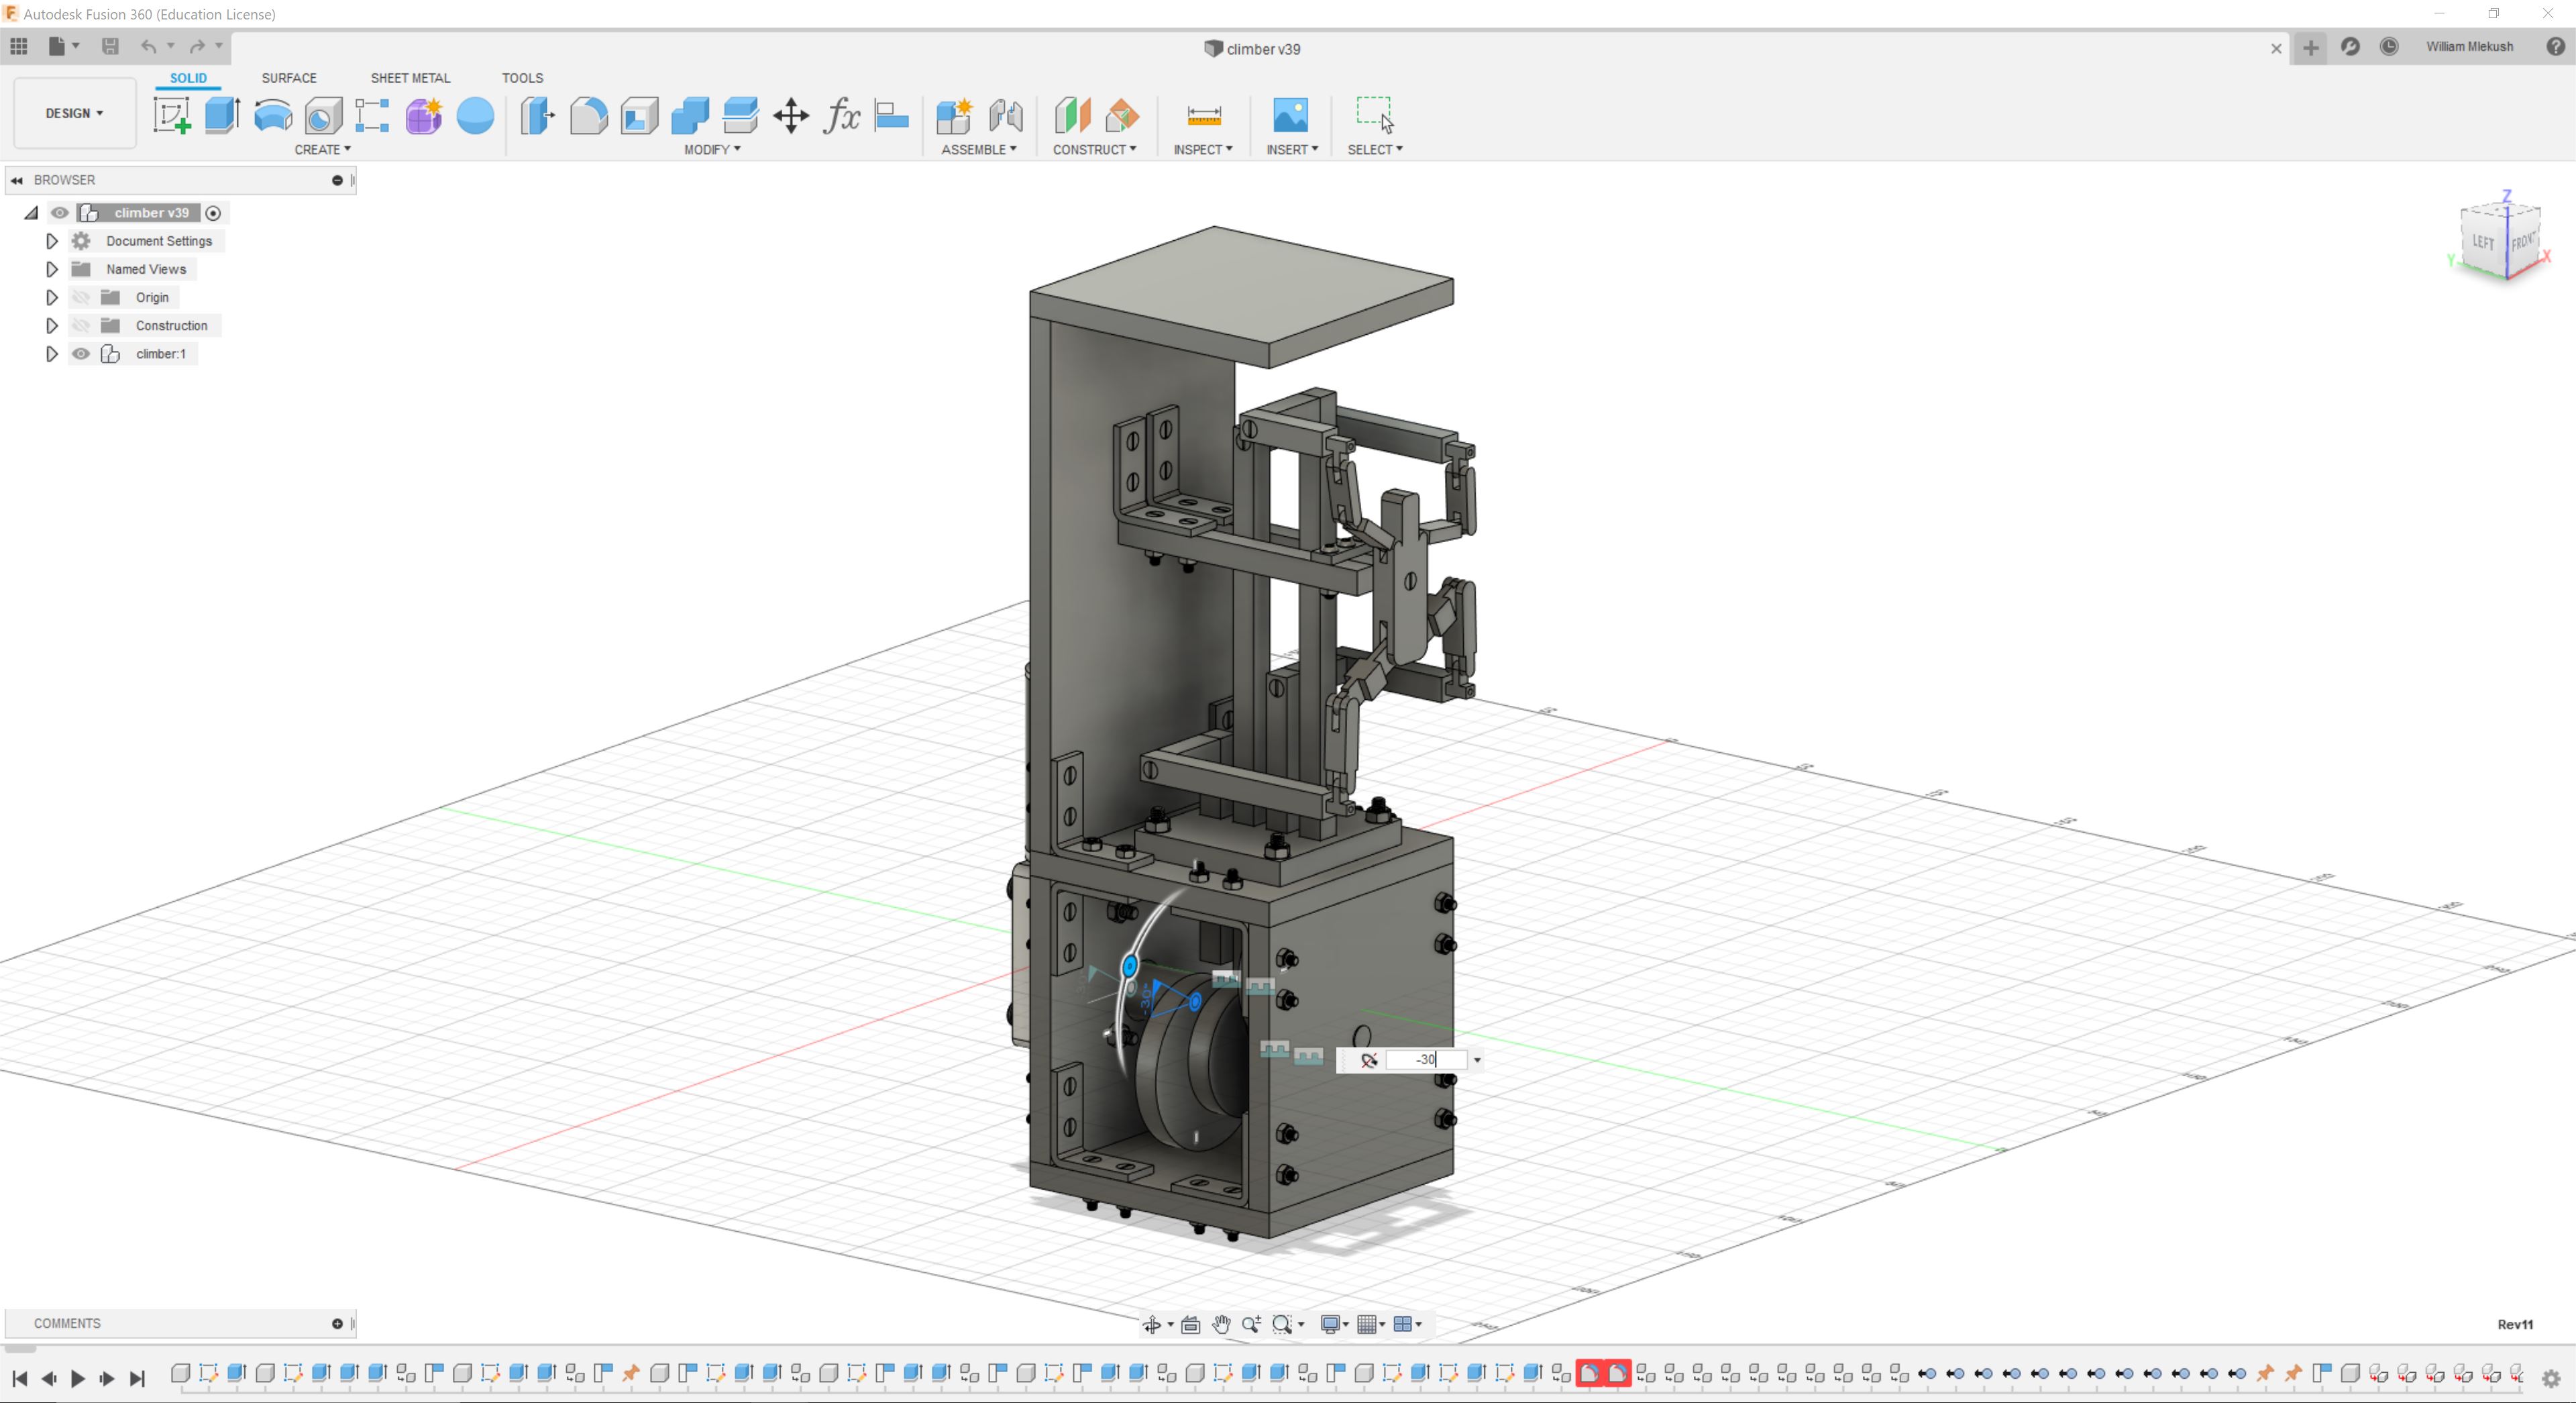 Autodesk Fusion 360 (Education License)
climber v39
William Mlekush
SOLID
SURFACE
SHEET METAL
TOOLS
DESIGN
CREATE
MODIFY
ASSEMBLE
CONSTRUCT
INSPECT
INSERT
SELECT
BROWSER
climber v39
Document Settings
Named Views
Origin
Construction
climber:1
Z
LEFT
FRONT
Y
X
-30°
-30
COMMENTS
Rev11